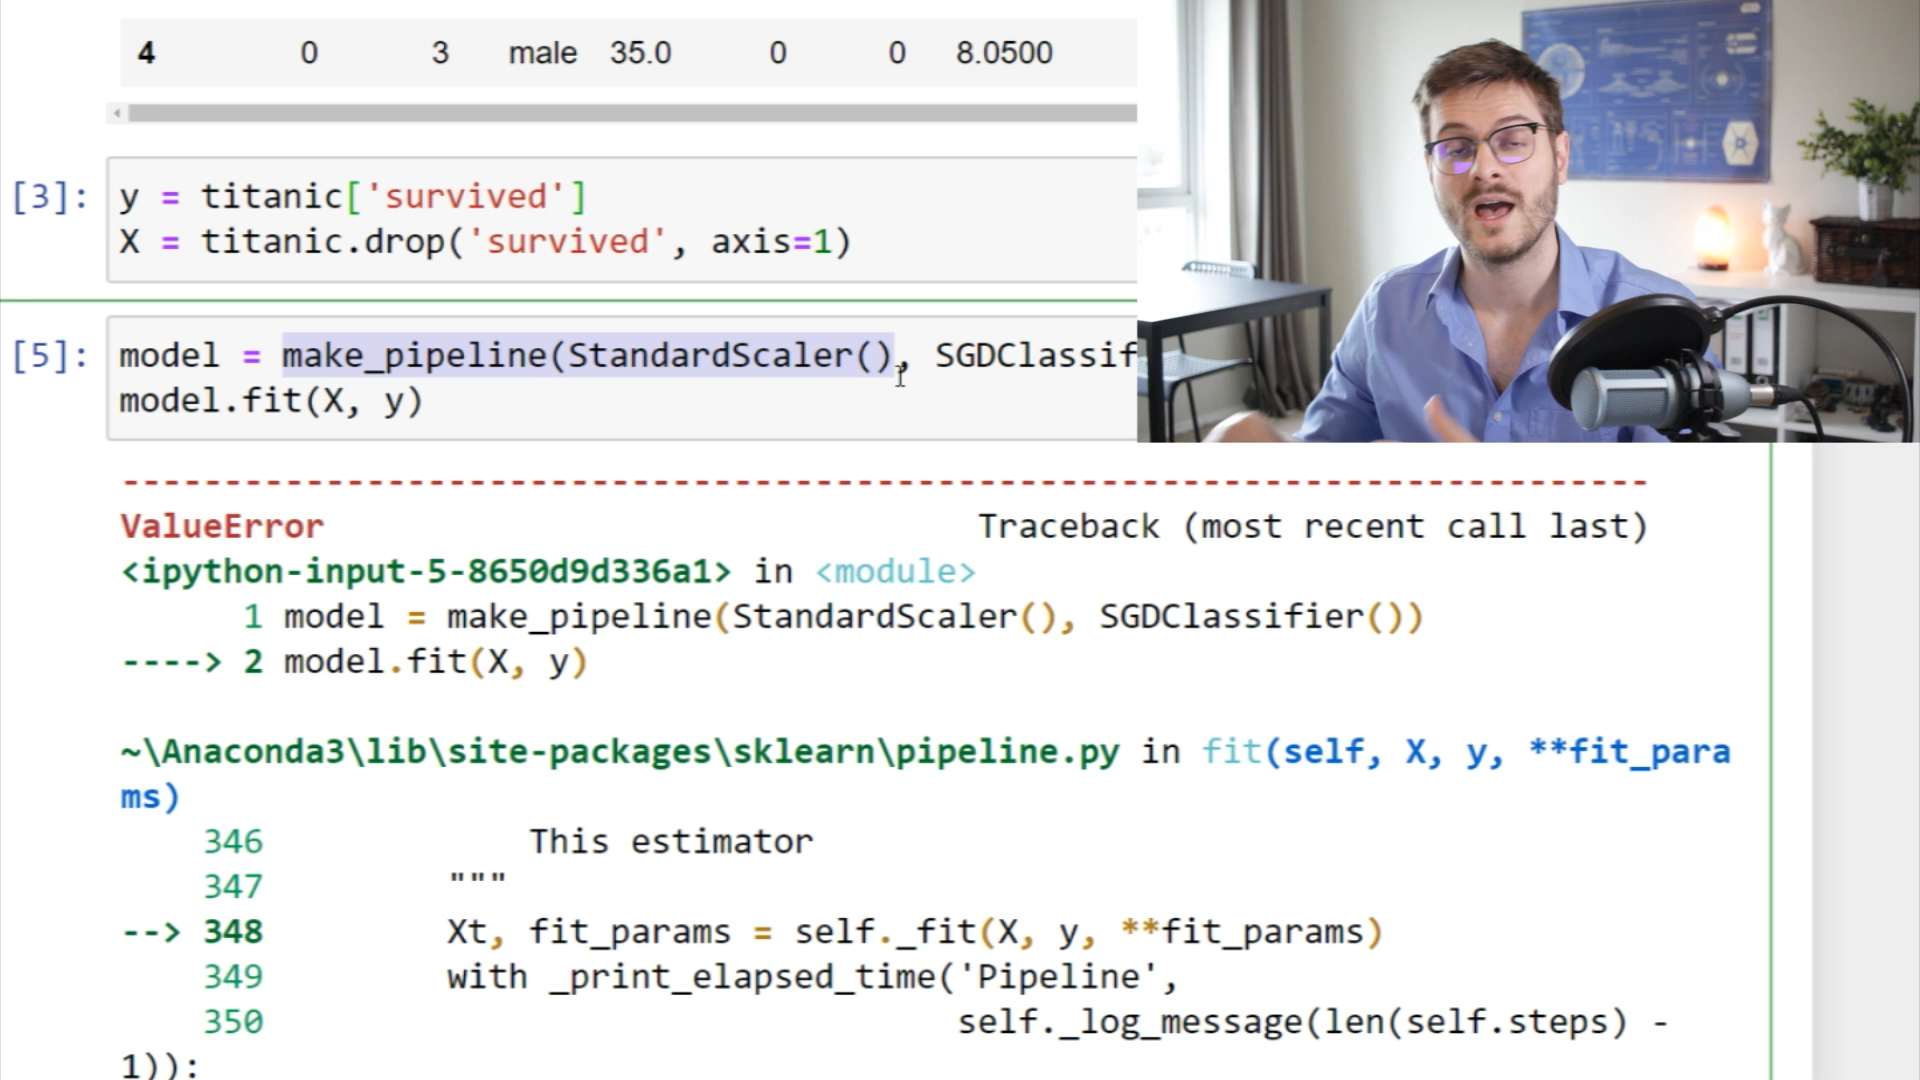 4 0 3 male 35.0 0 0 8.0500
[3]: y = titanic['survived']
X = titanic.drop('survived', axis=1)
[5]: model = make_pipeline(StandardScaler(), SGDClassif
model.fit(X, y)
---------------------------------------------------------------------------
ValueError Traceback (most recent call last)
<ipython-input-5-8650d9d336a1> in <module>
1 model = make_pipeline(StandardScaler(), SGDClassifier())
----> 2 model.fit(X, y)
~\Anaconda3\lib\site-packages\sklearn\pipeline.py in fit(self, X, y, **fit_para
ms)
346 This estimator
347 """
--> 348 Xt, fit_params = self._fit(X, y, **fit_params)
349 with _print_elapsed_time('Pipeline',
350 self._log_message(len(self.steps) -
1)):